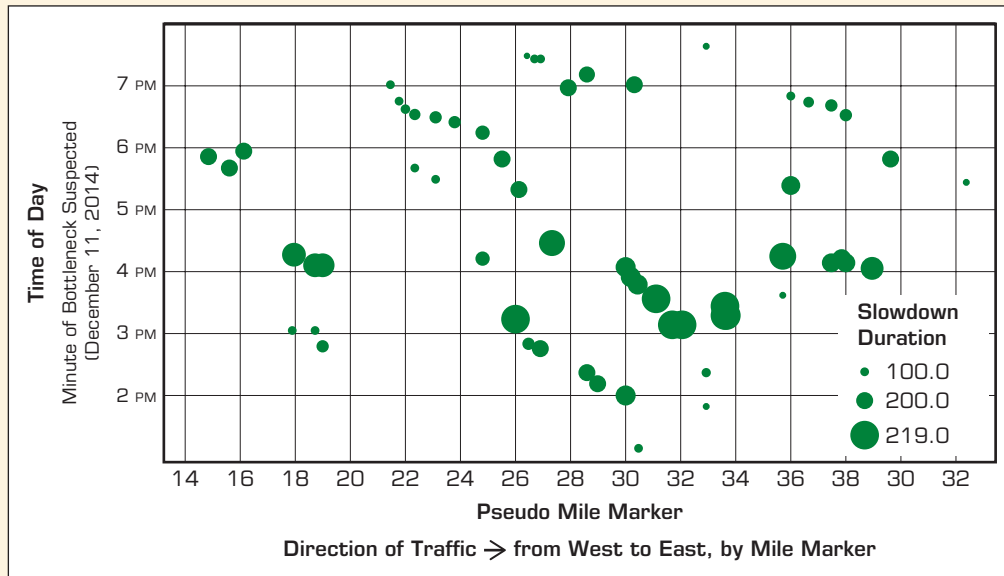 Time of Day
Minute of Bottleneck Suspected
(December 11, 2014)
7 PM
6 PM
5 PM
4 PM
3 PM
2 PM
Slowdown
Duration
100.0
200.0
219.0
14 16 18 20 22 24 26 28 30 32 34 36 38 30 32
Pseudo Mile Marker
Direction of Traffic → from West to East, by Mile Marker